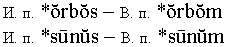 И. п. *ŏrbŏs – В. п. *ŏrbŏm
И. п. *sūnŭs – В. п. *sūnŭm